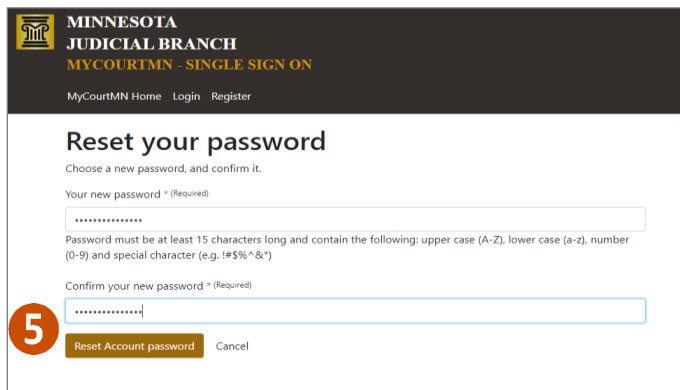 MINNESOTA
JUDICIAL BRANCH
MYCOURTMN - SINGLE SIGN ON
MyCourtMN Home Login Register
Reset your password
Choose a new password, and confirm it.
Your new password * (Required)
•••••••••••••••
Password must be at least 15 characters long and contain the following: upper case (A-Z), lower case (a-z), number
(0-9) and special character (e.g. !#$%^&*)
Confirm your new password * (Required)
•••••••••••••••
5
Reset Account password Cancel